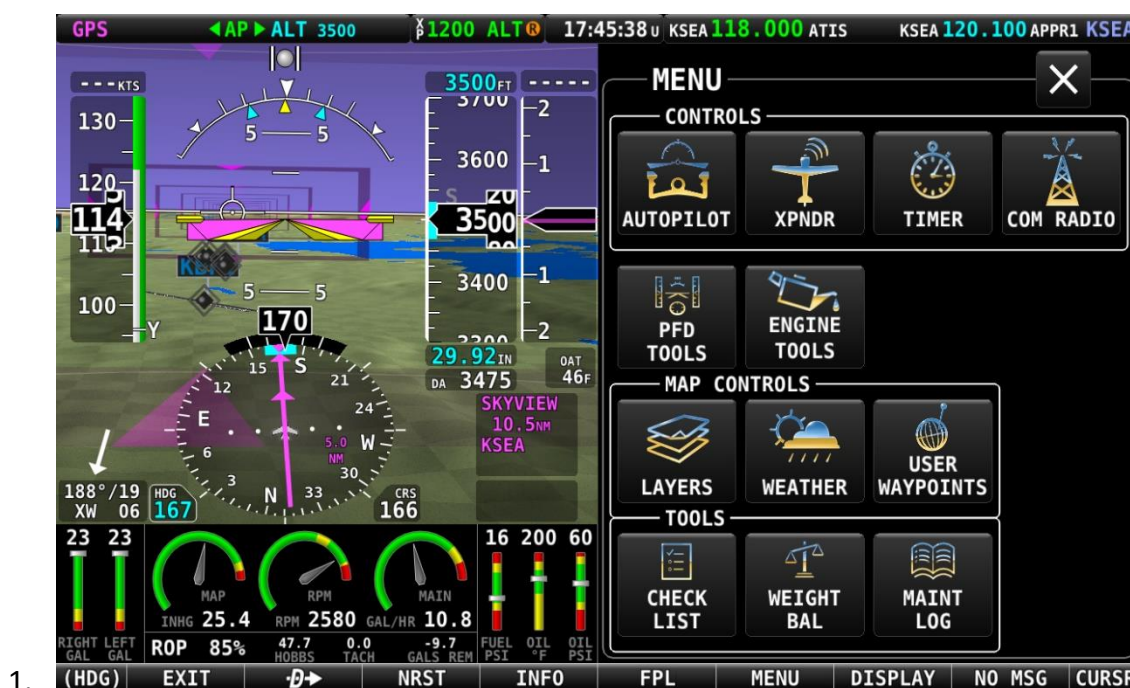 GPS AP ALT 3500 XP 1200 ALT R 17:45:38 U KSEA 118.000 ATIS KSEA 120.100 APPR1 KSEA
---KTS
3500FT -----
130
120
114
110
100
Y
5 5
5 5
3700
3600
S
20
3500
3400
2
1
1
2
170
29.92IN
DA 3475
OAT
46F
SKYVIEW
10.5NM
KSEA
15 S 21
12 24
E W
6 30
3 N 33
5.0
NM
188°/19
XW 06
HDG
167
CRS
166
23 23
RIGHT GAL
LEFT GAL
MAP
INHG 25.4
RPM
RPM 2580
MAIN
GAL/HR 10.8
16 200 60
FUEL PSI
OIL °F
OIL PSI
ROP 85%
47.7 HOBBS
0.0 TACH
-9.7 GALS REM
MENU X
CONTROLS
AUTOPILOT XPNDR TIMER COM RADIO
PFD TOOLS
ENGINE TOOLS
MAP CONTROLS
LAYERS WEATHER USER WAYPOINTS
TOOLS
CHECK LIST
WEIGHT BAL
MAINT LOG
1. (HDG) EXIT D NRST INFO FPL MENU DISPLAY NO MSG CURSR